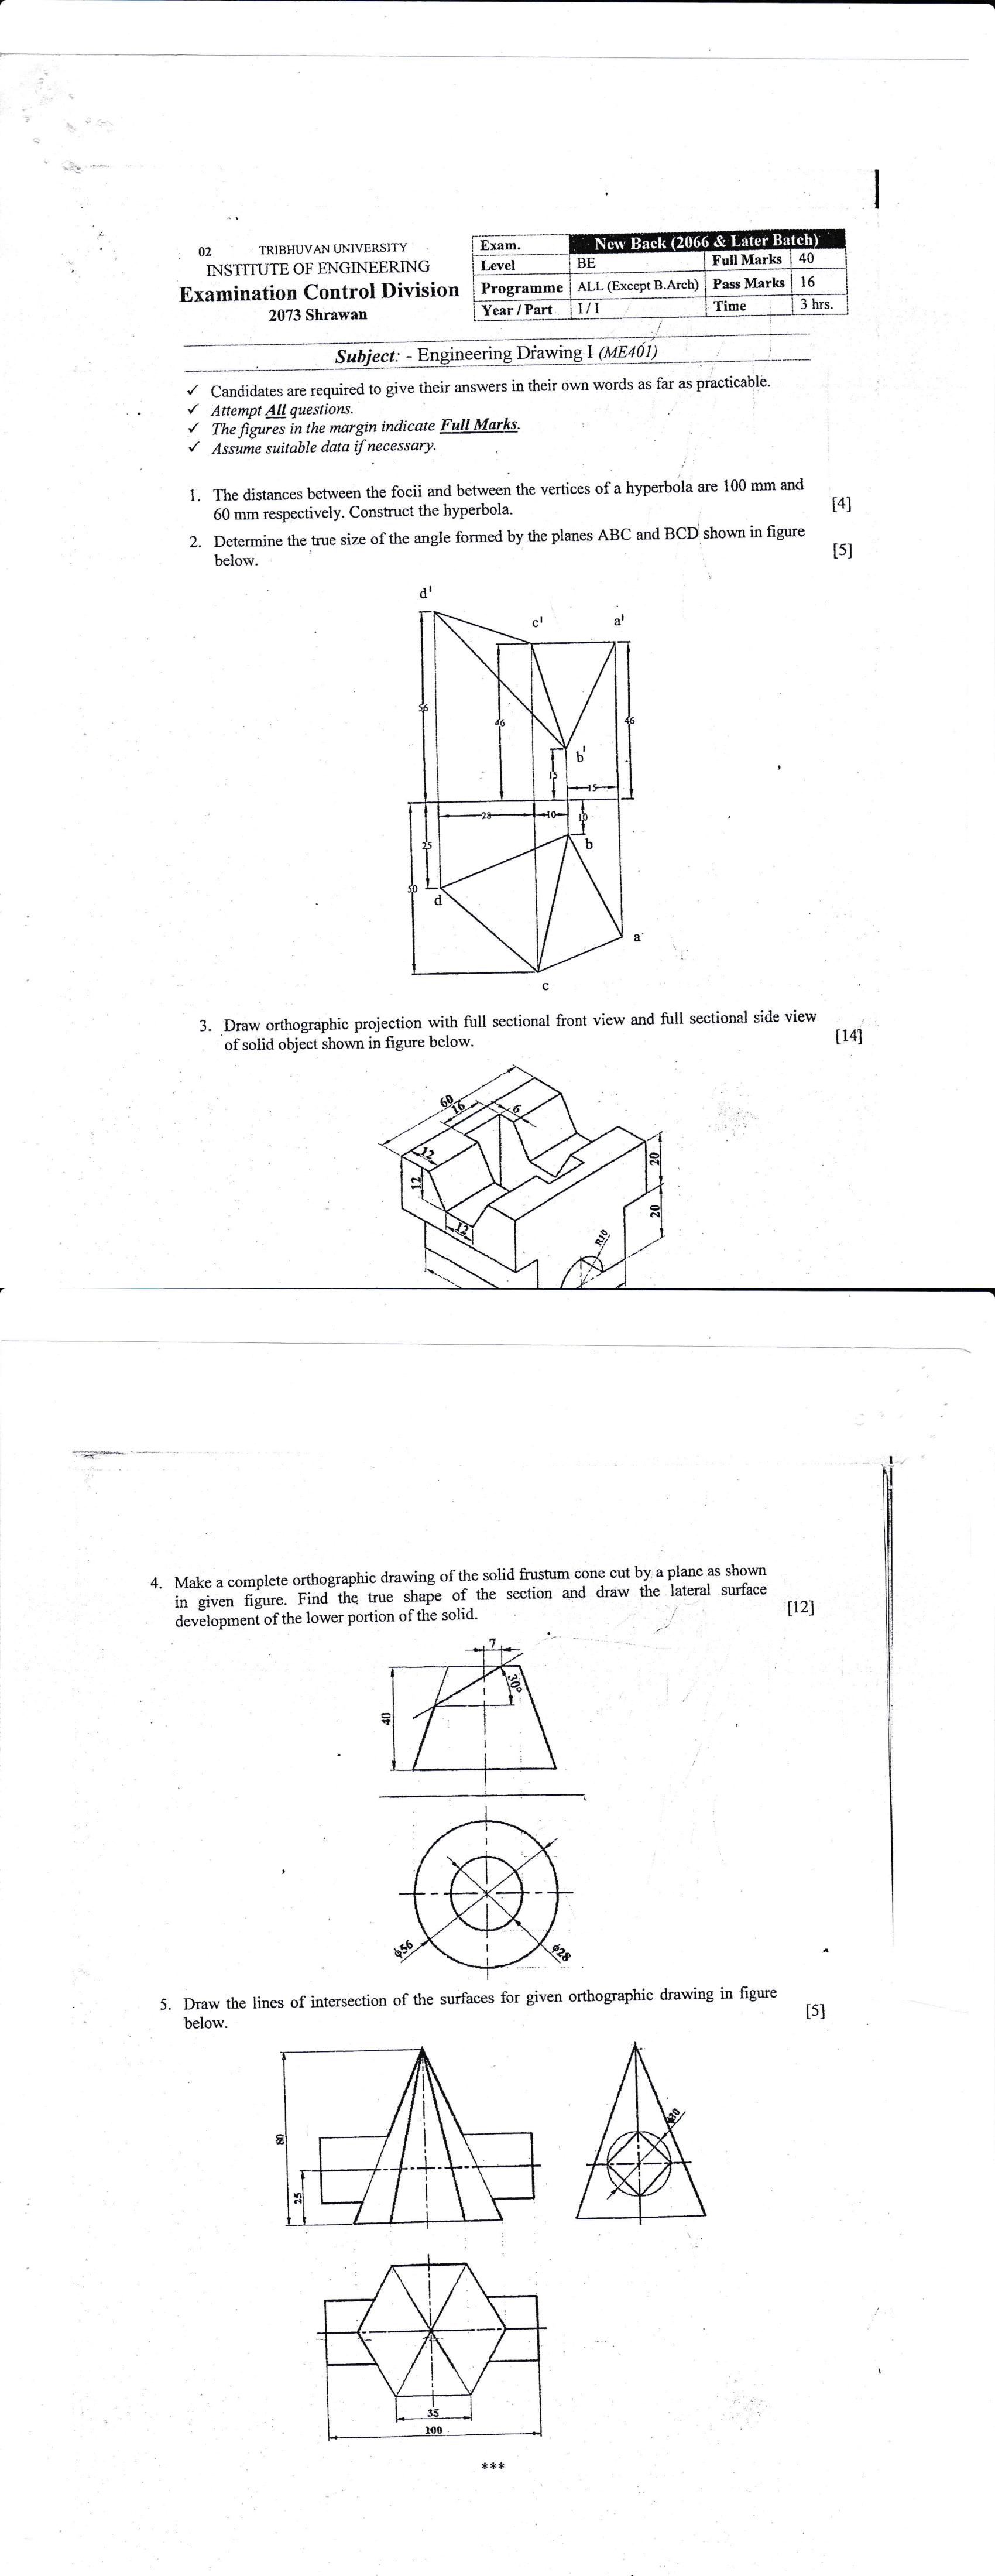 02 TRIBHUVAN UNIVERSITY
INSTITUTE OF ENGINEERING
Examination Control Division
2073 Shrawan
Exam. New Back (2066 & Later Batch)
Level BE Full Marks 40
Programme ALL (Except B.Arch) Pass Marks 16
Year / Part I / I Time 3 hrs.
Subject: - Engineering Drawing I (ME401)
✓ Candidates are required to give their answers in their own words as far as practicable.
✓ Attempt All questions.
✓ The figures in the margin indicate Full Marks.
✓ Assume suitable data if necessary.
1. The distances between the focii and between the vertices of a hyperbola are 100 mm and
60 mm respectively. Construct the hyperbola. [4]
2. Determine the true size of the angle formed by the planes ABC and BCD shown in figure
below. [5]
d'
c' a'
56
46 46
b'
15
15
28 10 10
25 b
50
d
a
c
3. Draw orthographic projection with full sectional front view and full sectional side view
of solid object shown in figure below. [14]
60
16 6
12
12 20
12 20
R10
4. Make a complete orthographic drawing of the solid frustum cone cut by a plane as shown
in given figure. Find the true shape of the section and draw the lateral surface
development of the lower portion of the solid. [12]
7
30°
40
ϕ56 ϕ28
5. Draw the lines of intersection of the surfaces for given orthographic drawing in figure
below. [5]
80 ϕ30
25
35
100
***